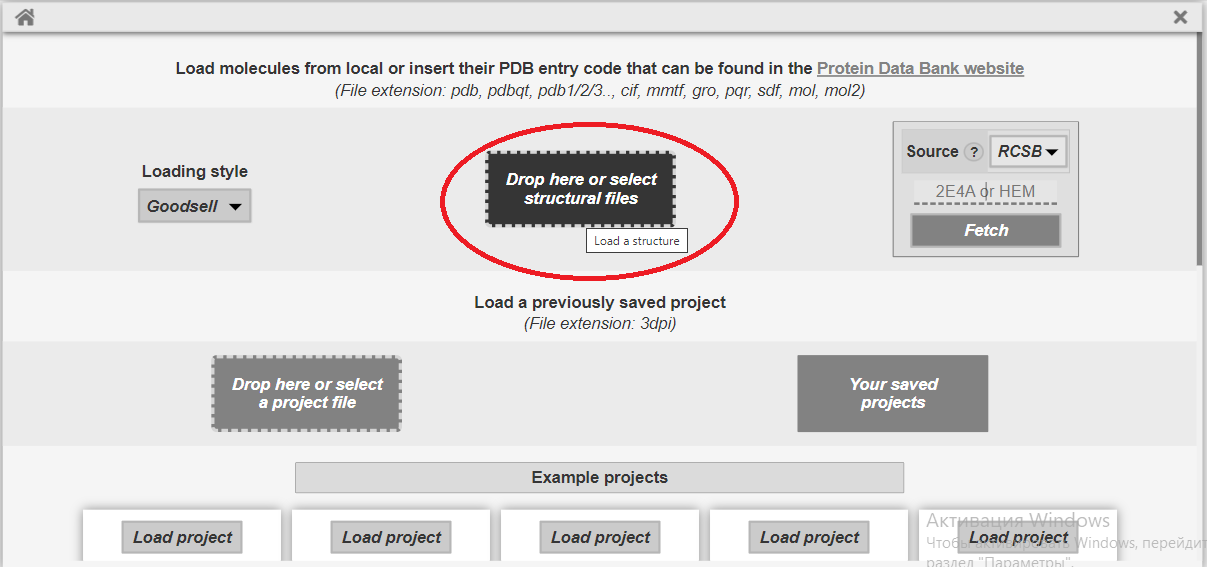 Load molecules from local or insert their PDB entry code that can be found in the Protein Data Bank website
(File extension: pdb, pdbqt, pdb1/2/3.., cif, mmtf, gro, pqr, sdf, mol, mol2)
Loading style
Goodsell
Drop here or select
structural files
Load a structure
Source ? RCSB
2E4A or HEM
Fetch
Load a previously saved project
(File extension: 3dpi)
Drop here or select
a project file
Your saved
projects
Example projects
Load project
Load project
Load project
Load project
Load project
Активация Windows
Чтобы активировать Windows, перейдит
раздел "Параметры".